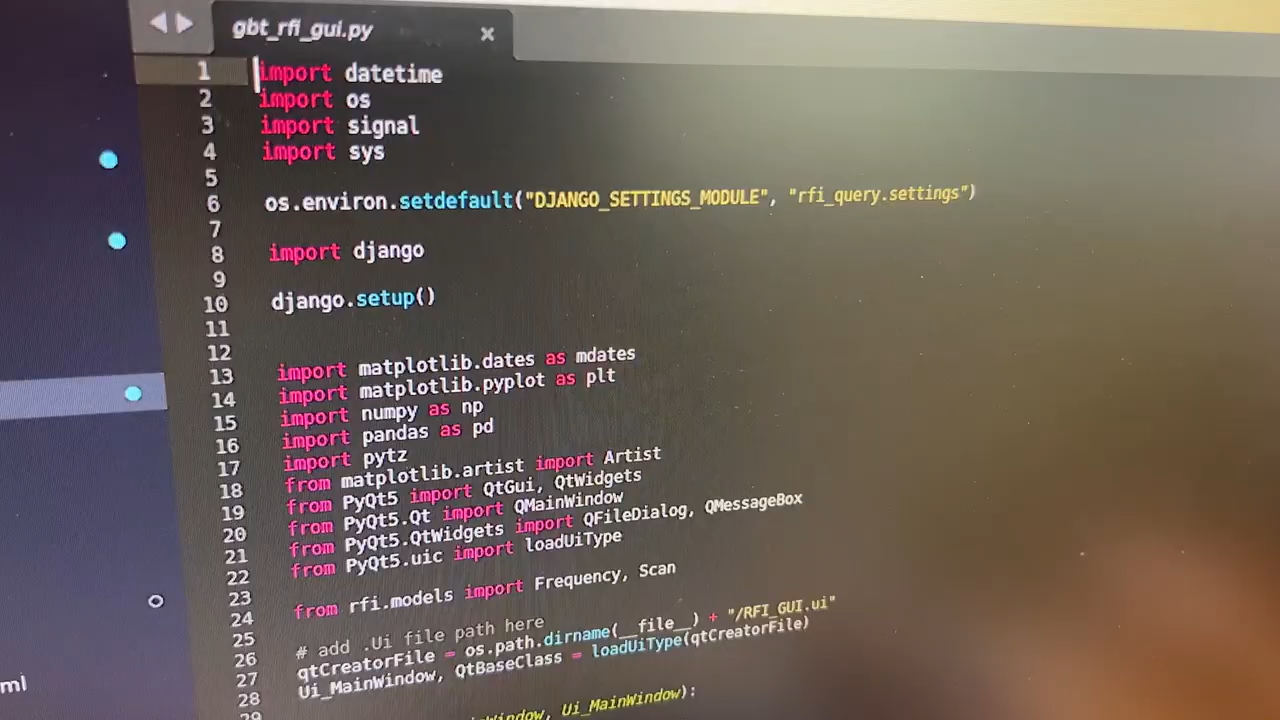 gbt_rfi_gui.py ×
1 import datetime
2 import os
3 import signal
4 import sys
5
6 os.environ.setdefault("DJANGO_SETTINGS_MODULE", "rfi_query.settings")
7
8 import django
9
10 django.setup()
11
12
13 import matplotlib.dates as mdates
14 import matplotlib.pyplot as plt
15 import numpy as np
16 import pandas as pd
17 import pytz
18 from matplotlib.artist import Artist
19 from PyQt5 import QtGui, QtWidgets
20 from PyQt5.Qt import QMainWindow
21 from PyQt5.QtWidgets import QFileDialog, QMessageBox
22 from PyQt5.uic import loadUiType
23
24 from rfi.models import Frequency, Scan
25
26 # add .Ui file path here
27 qtCreatorFile = os.path.dirname(__file__) + "/RFI_GUI.ui"
28 Ui_MainWindow, QtBaseClass = loadUiType(qtCreatorFile)
29
Ui_MainWindow):
ml